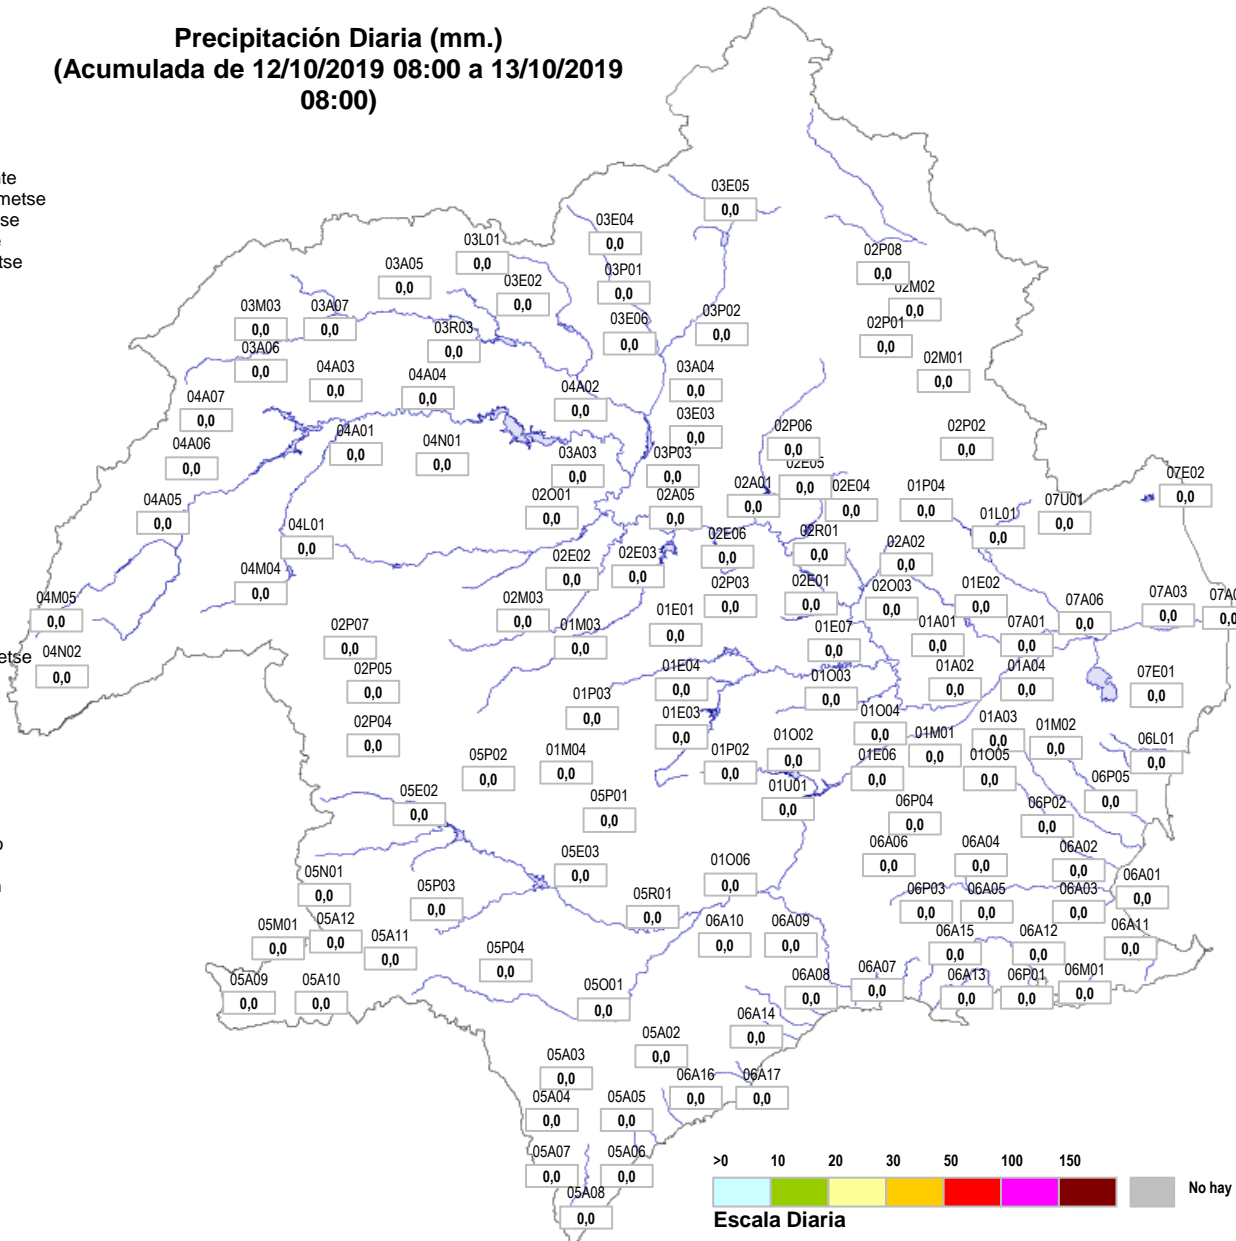 Precipitación Diaria (mm.)
(Acumulada de 12/10/2019 08:00 a 13/10/2019
08:00)
03E05
0,0
03E04
0,0
03L01
0,0
02P08
0,0
03A05
0,0
03P01
0,0
03E02
0,0
02M02
0,0
03M03
0,0
03A07
0,0
03E06
0,0
03P02
0,0
03R03
0,0
02P01
0,0
03A06
0,0
04A03
0,0
04A04
0,0
03A04
0,0
02M01
0,0
04A07
0,0
04A02
0,0
03E03
0,0
04A01
0,0
02P06
0,0
02P02
0,0
04A06
0,0
04N01
0,0
03A03
0,0
03P03
0,0
02E05
0,0
07E02
0,0
04A05
0,0
02O01
0,0
02A05
0,0
02A01
0,0
02E04
0,0
01P04
0,0
07U01
0,0
01L01
0,0
04L01
0,0
02E06
0,0
02R01
0,0
02A02
0,0
02E02
0,0
02E03
0,0
04M04
0,0
02P03
0,0
02E01
0,0
02O03
0,0
01E02
0,0
07A03
0,0
07A0
0,0
04M05
0,0
02M03
0,0
01E01
0,0
07A06
0,0
02P07
0,0
01M03
0,0
01E07
0,0
01A01
0,0
07A01
0,0
etse
04N02
0,0
02P05
0,0
01E04
0,0
01O03
0,0
01A02
0,0
01A04
0,0
07E01
0,0
01P03
0,0
02P04
0,0
01E03
0,0
01O04
0,0
01A03
0,0
01M02
0,0
01O02
0,0
01M01
0,0
06L01
0,0
05P02
0,0
01M04
0,0
01P02
0,0
01E06
0,0
01O05
0,0
06P05
0,0
05E02
0,0
05P01
0,0
01U01
0,0
06P04
0,0
06P02
0,0
05E03
0,0
01O06
0,0
06A06
0,0
06A04
0,0
06A02
0,0
05N01
0,0
05P03
0,0
05R01
0,0
06P03
0,0
06A05
0,0
06A03
0,0
06A01
0,0
05M01
0,0
05A12
0,0
05A11
0,0
06A10
0,0
06A09
0,0
06A15
0,0
06A12
0,0
06A11
0,0
05P04
0,0
05A09
0,0
05A10
0,0
05O01
0,0
06A08
0,0
06A07
0,0
06A13
0,0
06P01
0,0
06M01
0,0
06A14
0,0
05A02
0,0
05A03
0,0
06A16
0,0
06A17
0,0
05A04
0,0
05A05
0,0
05A07
0,0
05A06
0,0
05A08
0,0
>0 10 20 30 50 100 150
No hay
Escala Diaria